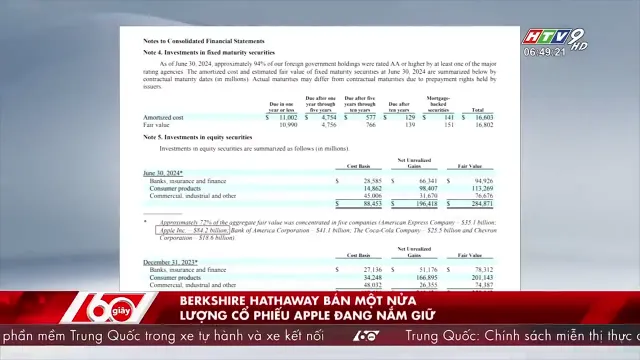 HTV9 HD
06:49:21
Notes to Consolidated Financial Statements
Note 4. Investments in fixed maturity securities
As of June 30, 2024, approximately 94% of our foreign government holdings were rated AA or higher by at least one of the major
rating agencies. The amortized cost and estimated fair value of fixed maturity securities at June 30, 2024 are summarized below by
contractual maturity dates (in millions). Actual maturities may differ from contractual maturities due to prepayment rights held by
issuers.
Due in one year or less Due after one year through five years Due after five years through ten years Due after ten years Mortgage-backed securities Total
Amortized cost $ 11,002 $ 4,754 $ 577 $ 129 $ 141 $ 16,603
Fair value 10,990 4,756 766 139 151 16,802
Note 5. Investments in equity securities
Investments in equity securities are summarized as follows (in millions).
Cost Basis Net Unrealized Gains Fair Value
June 30, 2024*
Banks, insurance and finance $ 28,585 $ 66,341 $ 94,926
Consumer products 14,862 98,407 113,269
Commercial, industrial and other 45,006 31,670 76,676
$ 88,453 $ 196,418 $ 284,871
* Approximately 72% of the aggregate fair value was concentrated in five companies (American Express Company – $35.1 billion;
Apple Inc. – $84.2 billion; Bank of America Corporation – $41.1 billion; The Coca-Cola Company – $25.5 billion and Chevron
Corporation – $18.6 billion).
Cost Basis Net Unrealized Gains Fair Value
December 31, 2023*
Banks, insurance and finance $ 27,136 $ 51,176 $ 78,312
Consumer products 34,248 166,895 201,143
Commercial, industrial and other 48,032 26,355 74,387
60 giây
BERKSHIRE HATHAWAY BÁN MỘT NỬA
LƯỢNG CỔ PHIẾU APPLE ĐANG NẮM GIỮ
phần mềm Trung Quốc trong xe tự hành và xe kết nối 60 giây Trung Quốc: Chính sách miễn thị thực